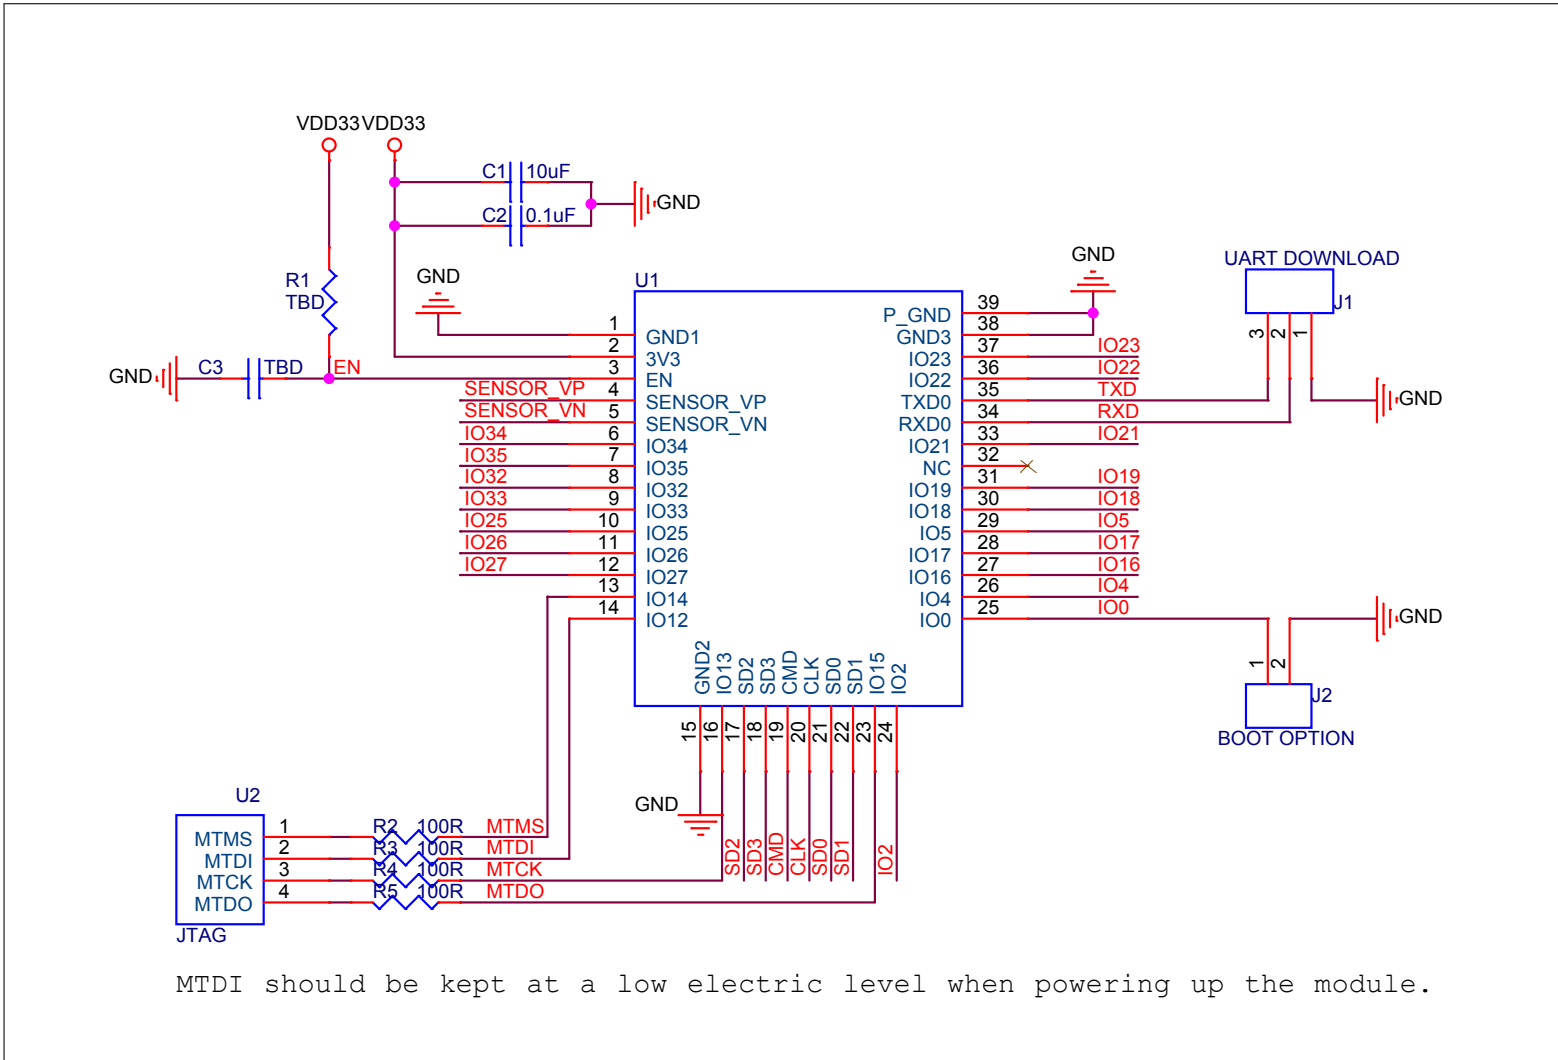 VDD33 VDD33
C1 10uF
GND
C2 0.1uF
R1
TBD
GND
C3 TBD EN
GND
U1
1 GND1
2 3V3
3 EN
SENSOR_VP 4 SENSOR_VP
SENSOR_VN 5 SENSOR_VN
IO34 6 IO34
IO35 7 IO35
IO32 8 IO32
IO33 9 IO33
IO25 10 IO25
IO26 11 IO26
IO27 12 IO27
13 IO14
14 IO12
GND
P_GND 39
GND3 38
IO23 37 IO23
IO22 36 IO22
TXD0 35 TXD
RXD0 34 RXD
IO21 33 IO21
NC 32
IO19 31 IO19
IO18 30 IO18
IO5 29 IO5
IO17 28 IO17
IO16 27 IO16
IO4 26 IO4
IO0 25 IO0
UART DOWNLOAD
J1
3 2 1
GND
GND
1 2
J2
BOOT OPTION
GND2 IO13 SD2 SD3 CMD CLK SD0 SD1 IO15 IO2
15 16 17 18 19 20 21 22 23 24
GND
SD2 SD3 CMD CLK SD0 SD1 IO2
U2
MTMS 1 R2 100R MTMS
MTDI 2 R3 100R MTDI
MTCK 3 R4 100R MTCK
MTDO 4 R5 100R MTDO
JTAG
MTDI should be kept at a low electric level when powering up the module.